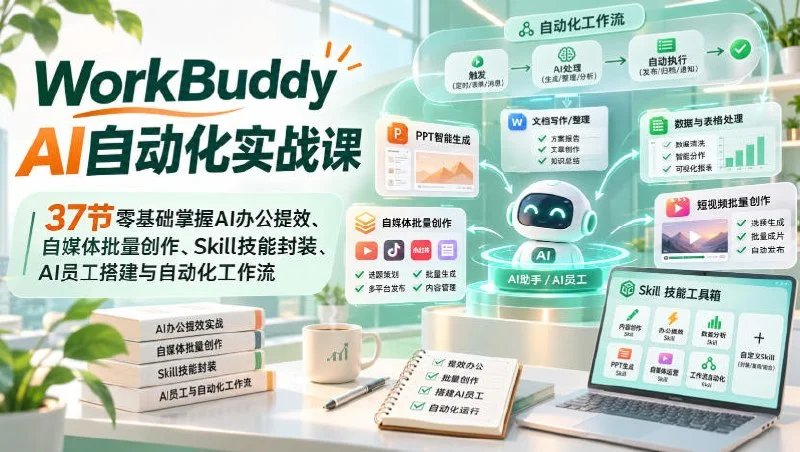 WorkBuddy
AI自动化实战课
37节零基础掌握AI办公提效、
自媒体批量创作、Skill技能封装、
AI员工搭建与自动化工作流
自动化工作流
触发
(定时/表单/消息)
AI处理
(生成/整理/分析)
自动执行
(发布/归档/通知)
P
PPT智能生成
W
文档写作/整理
方案报告
文章创作
知识总结
数据与表格处理
数据清洗
智能分作
可视化报表
自媒体批量创作
小红书
选题策划
批量生成
多平台发布
内容管理
短视频批量创作
选频生成
批量成片
自动发布
AI
AI助手 / AI员工
AI办公提效实战
自媒体批量创作
Skill技能封装
AI员工与自动化工作流
提效办公
批量创作
搭建AI员工
自动化运行
Skill 技能工具箱
内容创作
Skill
办公提效
Skill
数据分析
Skill
PPT生成
Skill
自媒体运营
Skill
工作流自动化
Skill
+
自定义Skill